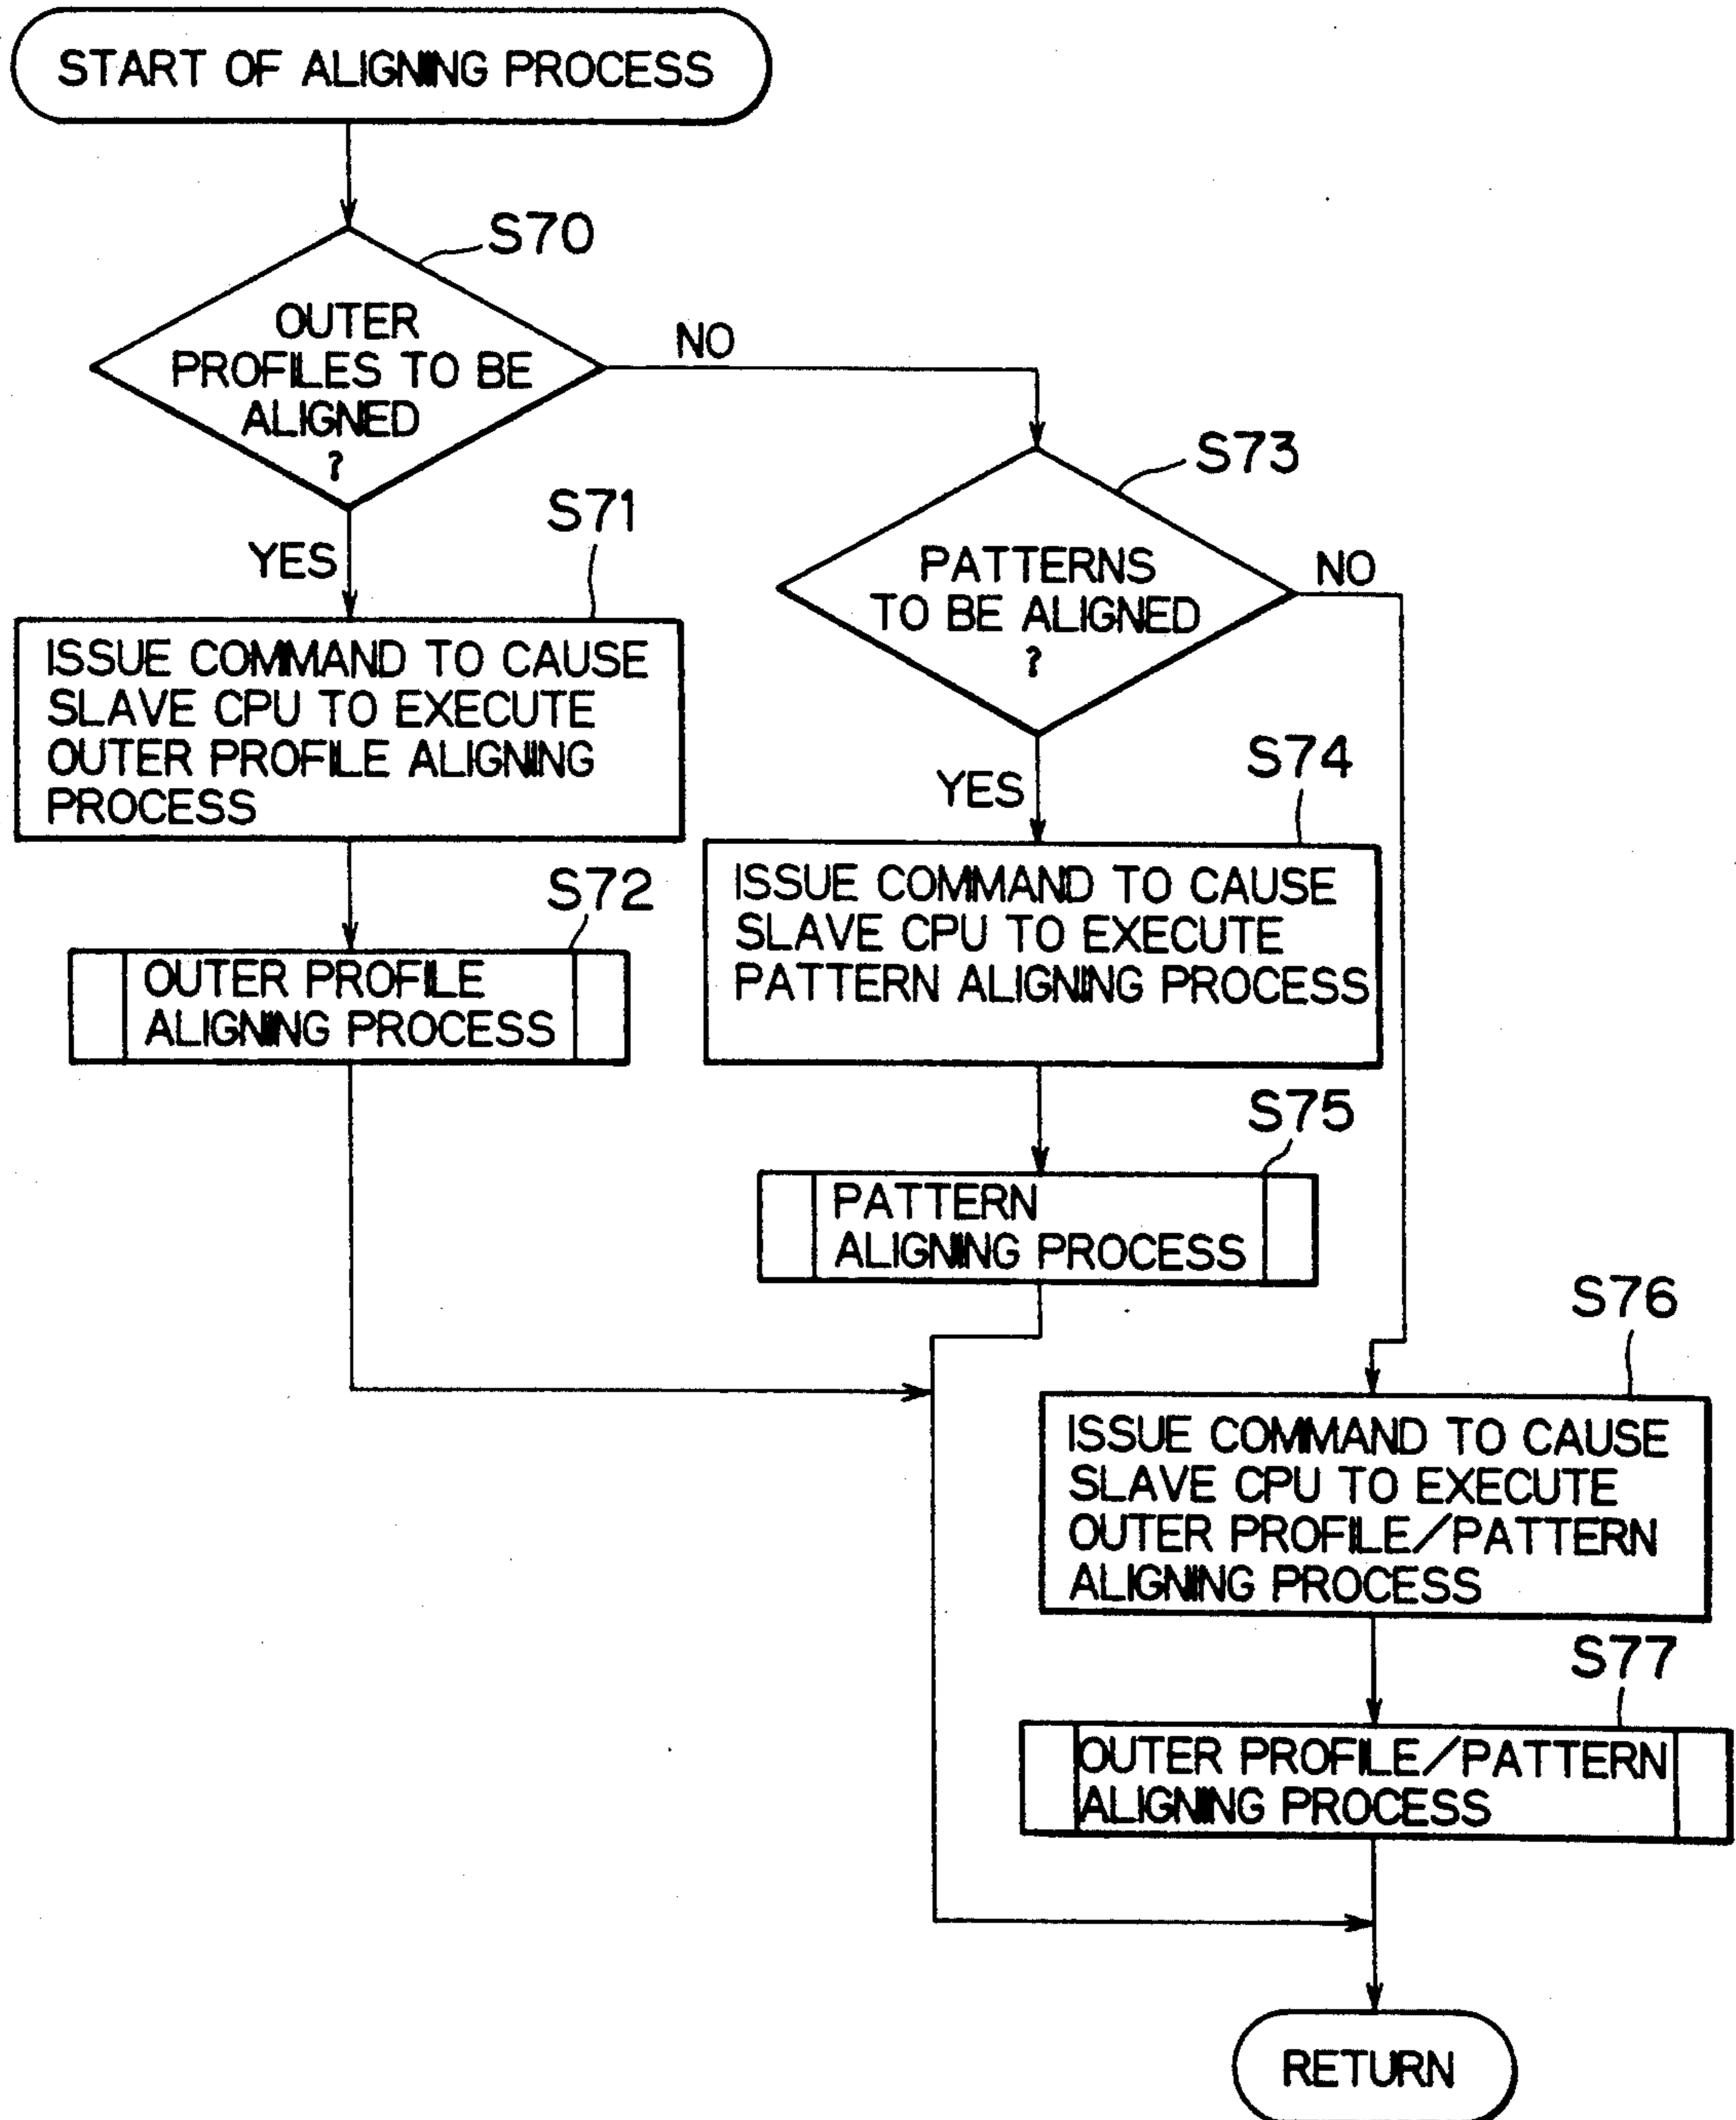 START OF ALIGNING PROCESS
S70
OUTER
PROFILES TO BE
ALIGNED
?
NO
YES
S71
ISSUE COMMAND TO CAUSE
SLAVE CPU TO EXECUTE
OUTER PROFILE ALIGNING
PROCESS
S72
OUTER PROFILE
ALIGNING PROCESS
S73
PATTERNS
TO BE ALIGNED
?
NO
YES
S74
ISSUE COMMAND TO CAUSE
SLAVE CPU TO EXECUTE
PATTERN ALIGNING PROCESS
S75
PATTERN
ALIGNING PROCESS
S76
ISSUE COMMAND TO CAUSE
SLAVE CPU TO EXECUTE
OUTER PROFILE/PATTERN
ALIGNING PROCESS
S77
OUTER PROFILE/PATTERN
ALIGNING PROCESS
RETURN